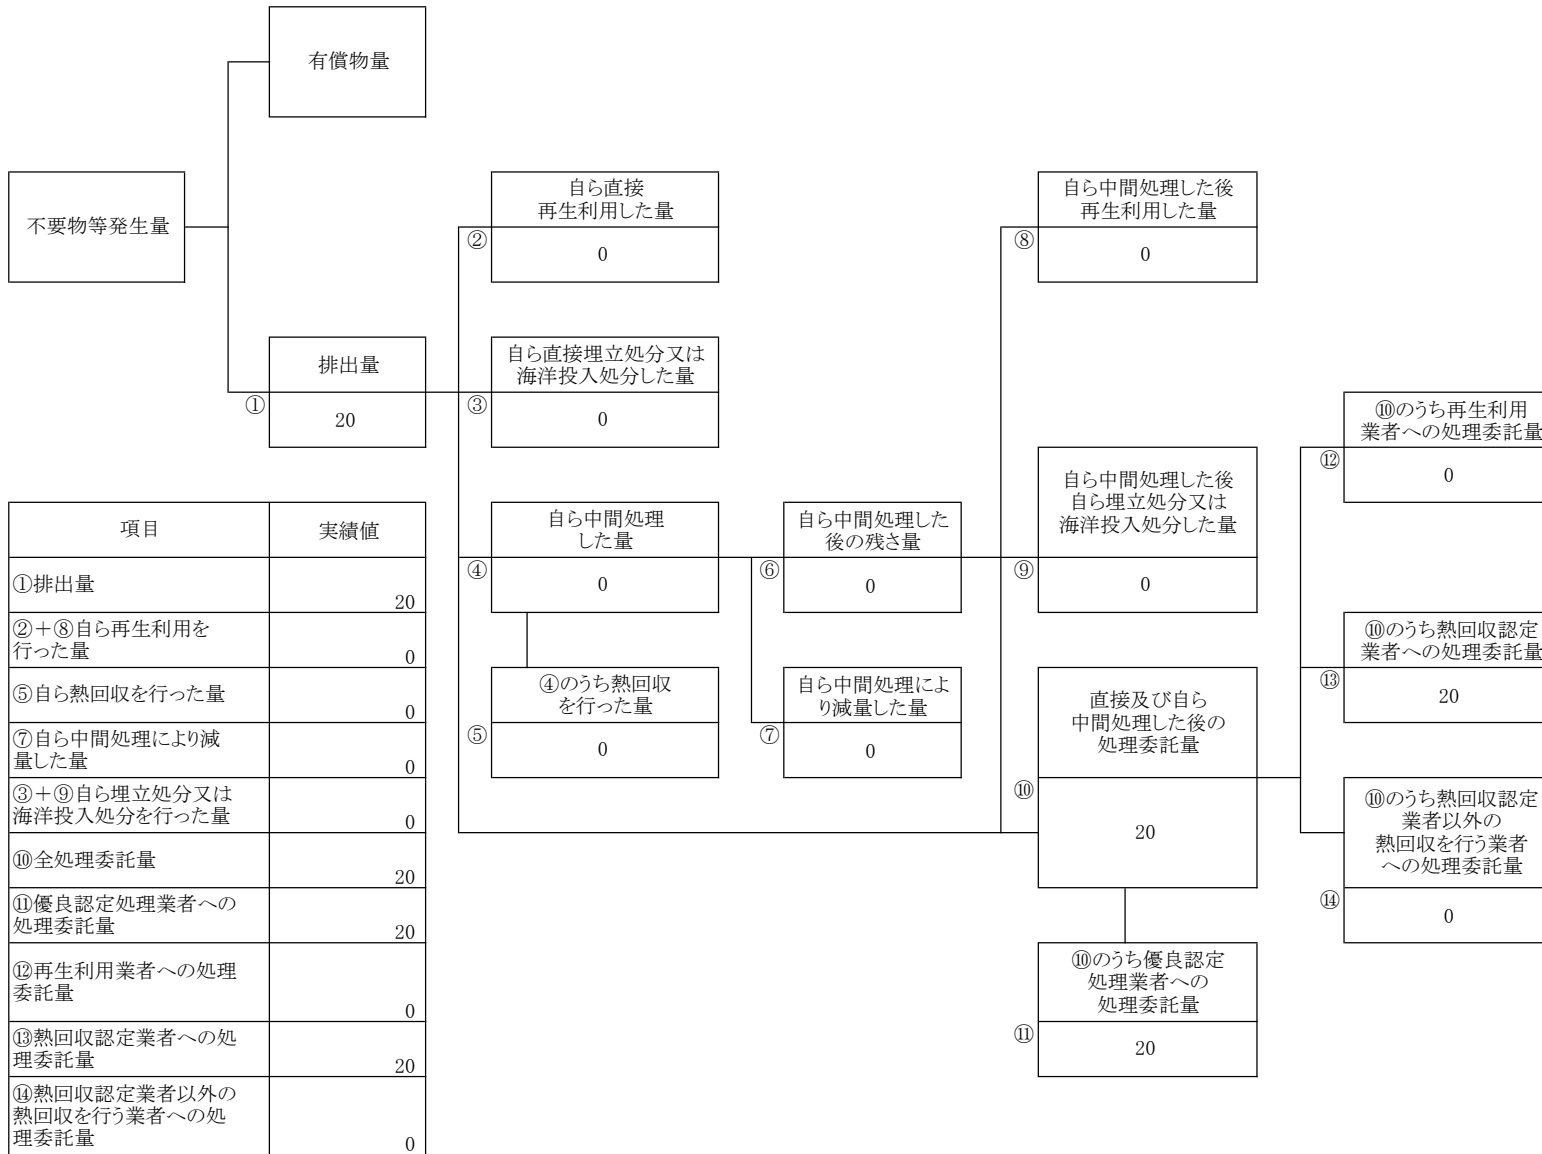 有償物量
不要物等発生量
自ら直接
再生利用した量
②
0
自ら中間処理した後
再生利用した量
⑧
0
排出量
①
20
自ら直接埋立処分又は
海洋投入処分した量
③
0
⑩のうち再生利用
業者への処理委託量
⑫
0
自ら中間処理
した量
④
0
自ら中間処理した
後の残さ量
⑥
0
自ら中間処理した後
自ら埋立処分又は
海洋投入処分した量
⑨
0
④のうち熱回収
を行った量
⑤
0
自ら中間処理によ
り減量した量
⑦
0
直接及び自ら
中間処理した後の
処理委託量
⑩
20
⑩のうち熱回収認定
業者への処理委託量
⑬
20
⑩のうち熱回収認定
業者以外の
熱回収を行う業者
への処理委託量
⑭
0
⑩のうち優良認定
処理業者への
処理委託量
⑪
20
項目 実績値
①排出量
20
②+⑧自ら再生利用を
行った量
0
⑤自ら熱回収を行った量
0
⑦自ら中間処理により減
量した量
0
③+⑨自ら埋立処分又は
海洋投入処分を行った量
0
⑩全処理委託量
20
⑪優良認定処理業者への
処理委託量
20
⑫再生利用業者への処理
委託量
0
⑬熱回収認定業者への処
理委託量
20
⑭熱回収認定業者以外の
熱回収を行う業者への処
理委託量
0